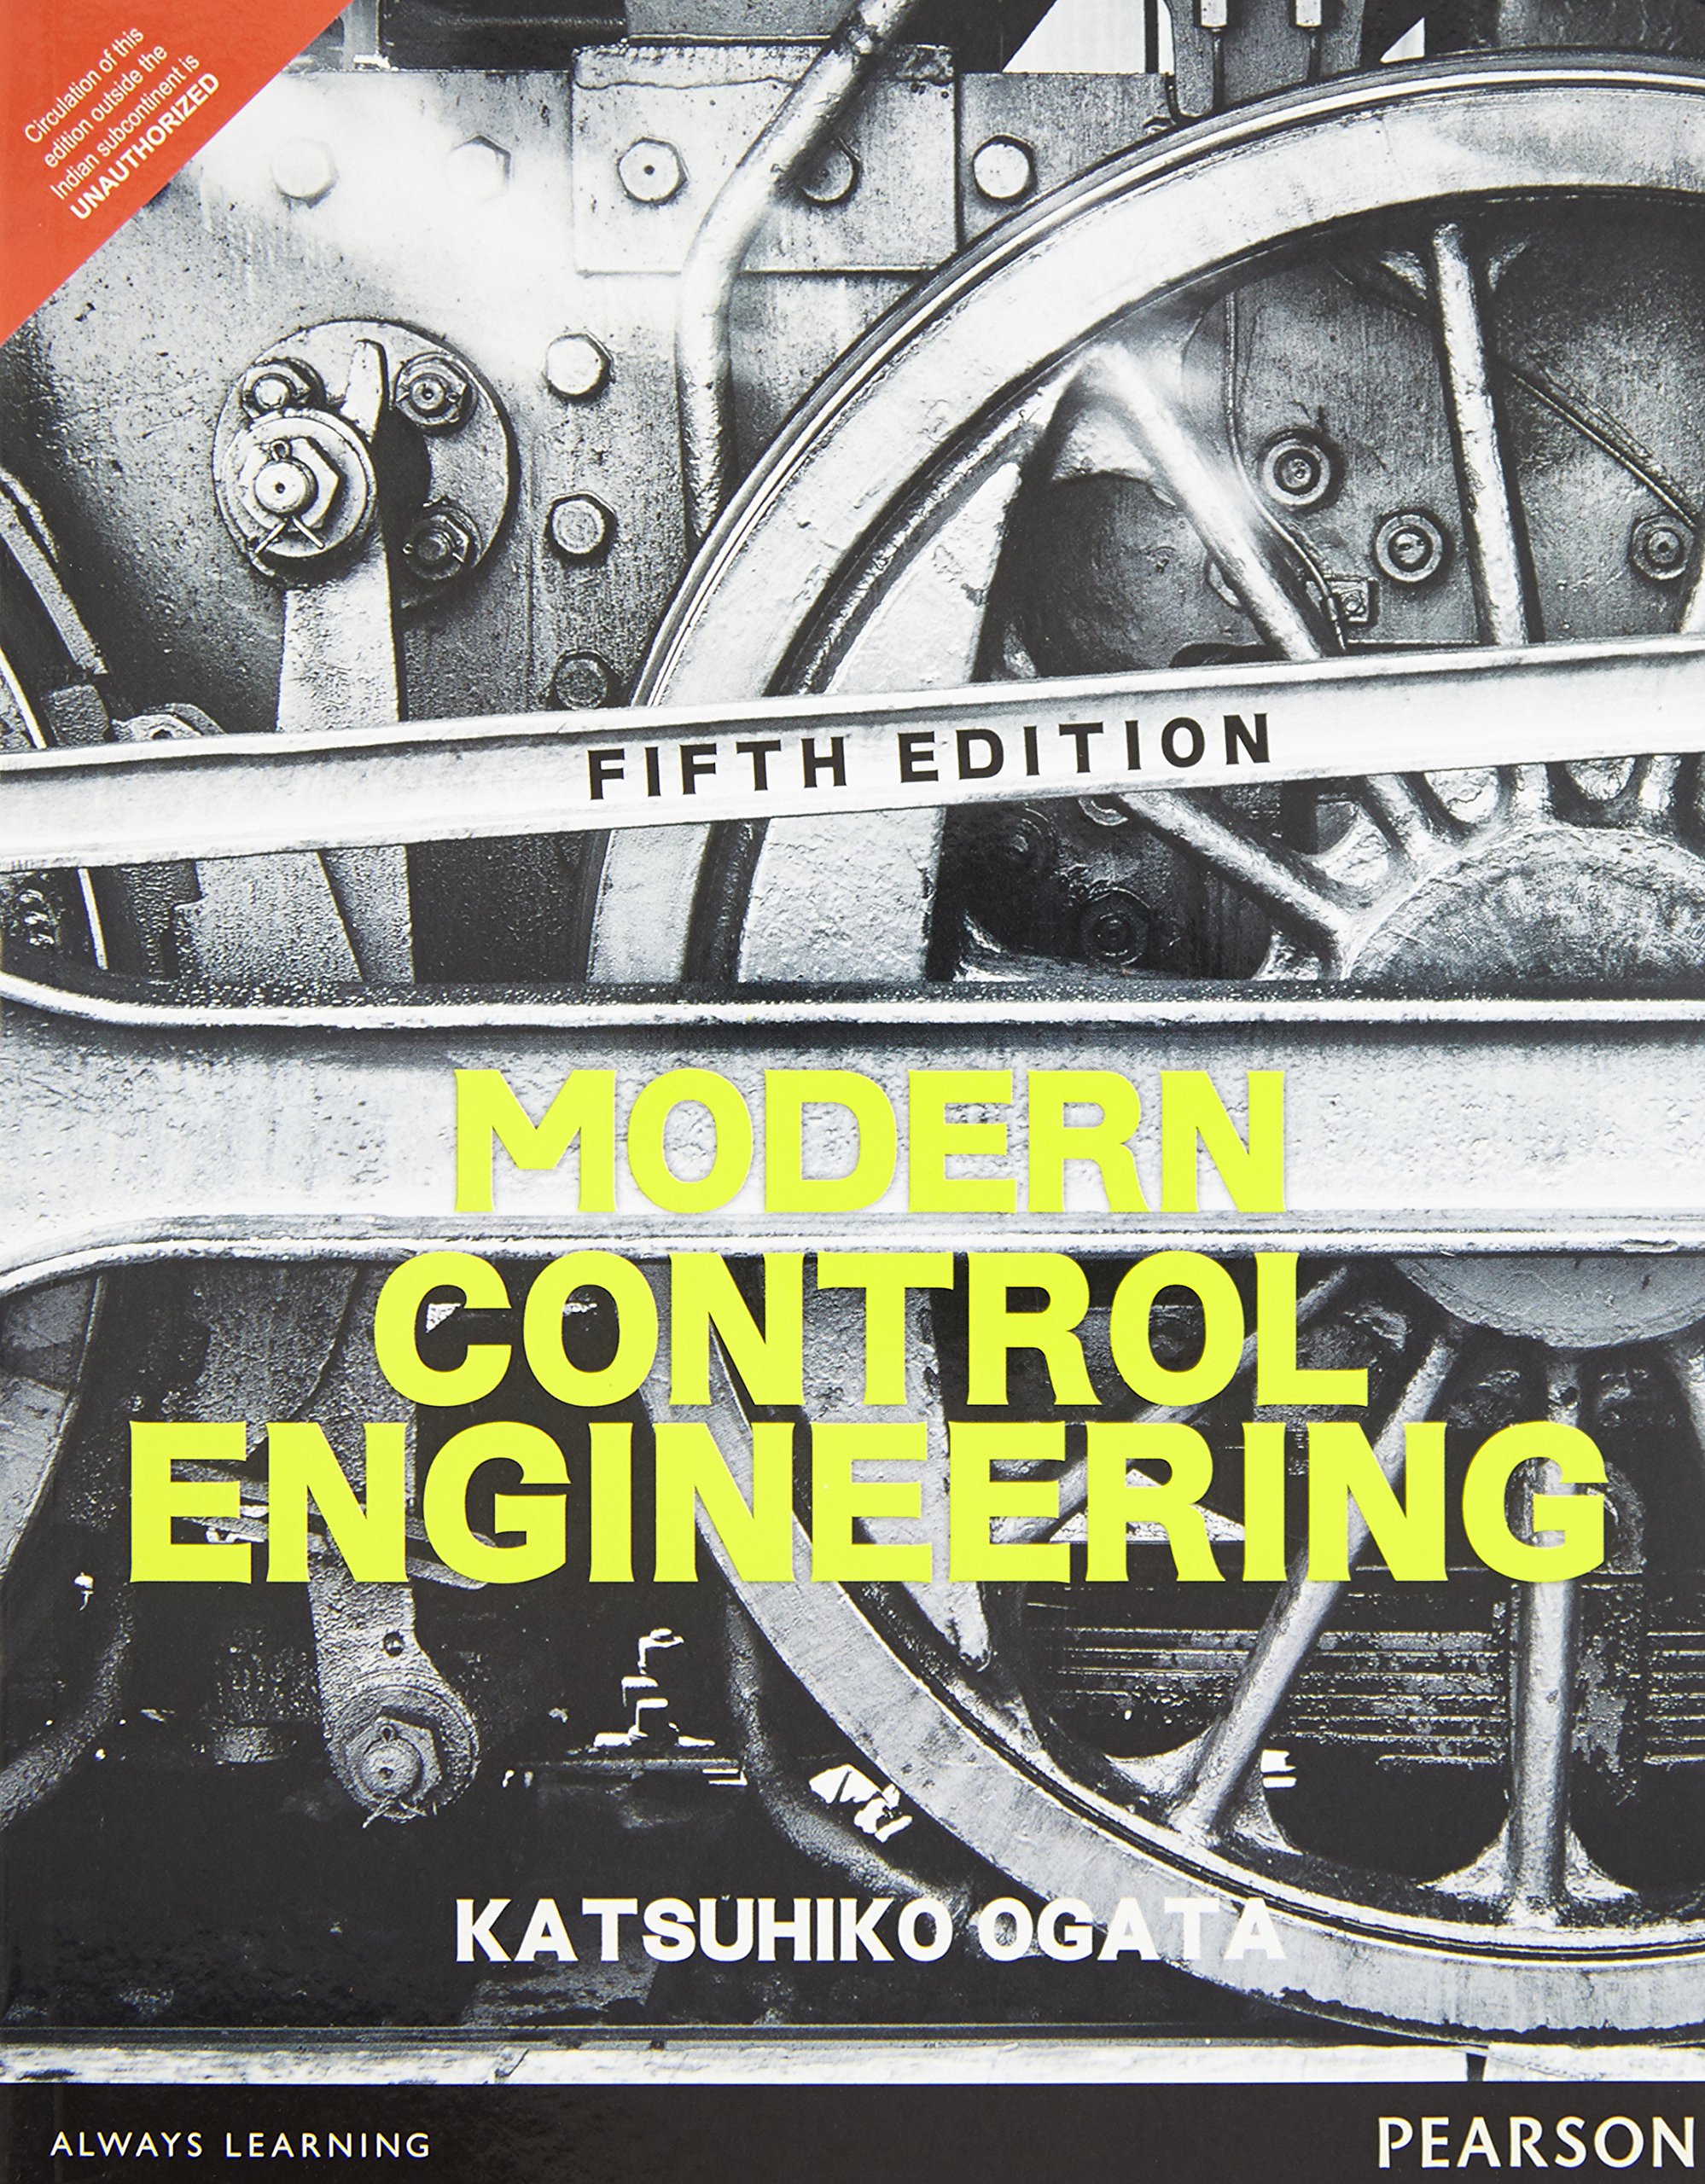 Circulation of this
edition outside the
Indian subcontinent is
UNAUTHORIZED
FIFTH EDITION
MODERN
CONTROL
ENGINEERING
KATSUHIKO OGATA
ALWAYS LEARNING
PEARSON